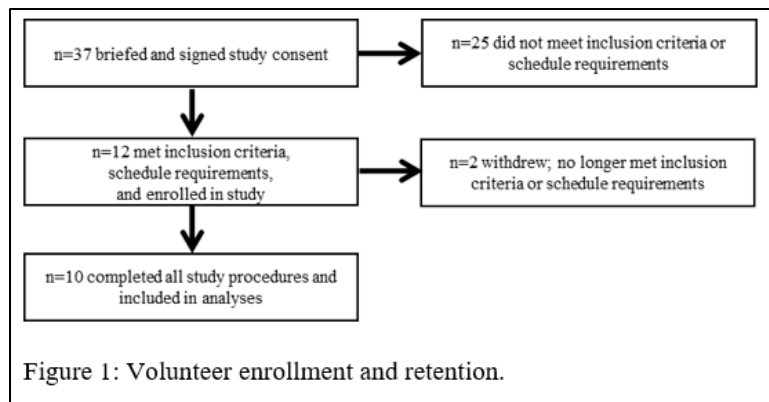 n=37 briefed and signed study consent
n=25 did not meet inclusion criteria or
schedule requirements
n=12 met inclusion criteria,
schedule requirements,
and enrolled in study
n=2 withdrew; no longer met inclusion
criteria or schedule requirements
n=10 completed all study procedures and
included in analyses
Figure 1: Volunteer enrollment and retention.